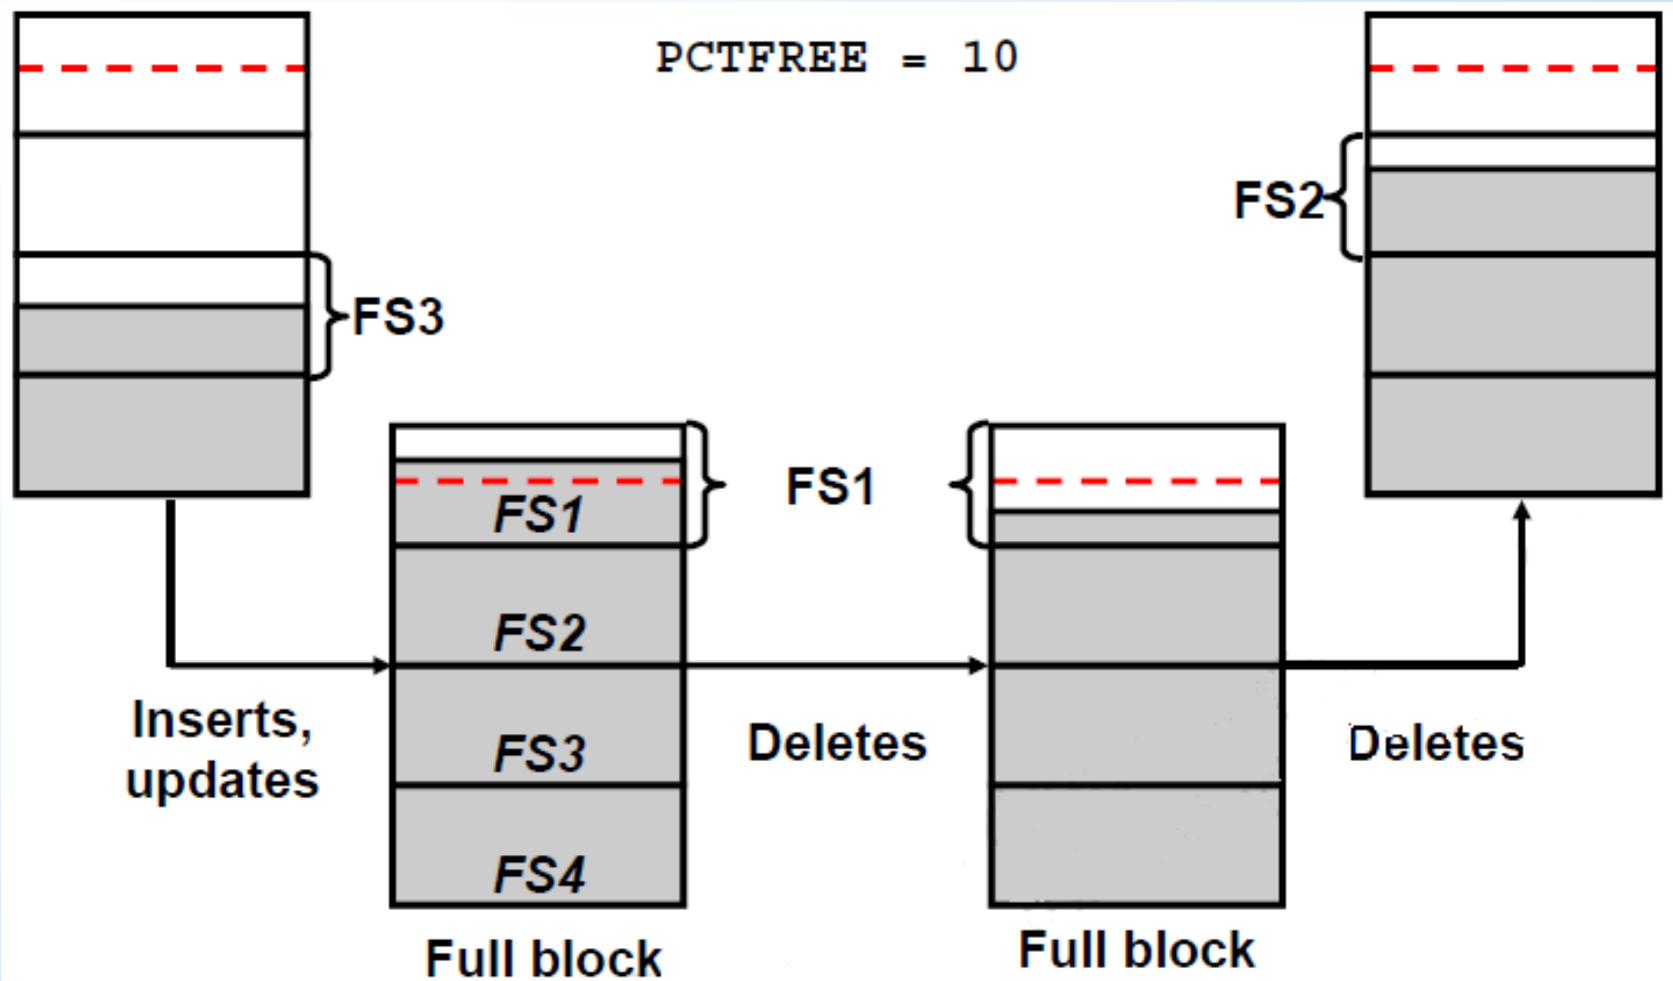 PCTFREE = 10
FS3
FS2
FS1
FS1
FS2
FS3
FS4
Inserts,
updates
Deletes
Deletes
Full block
Full block